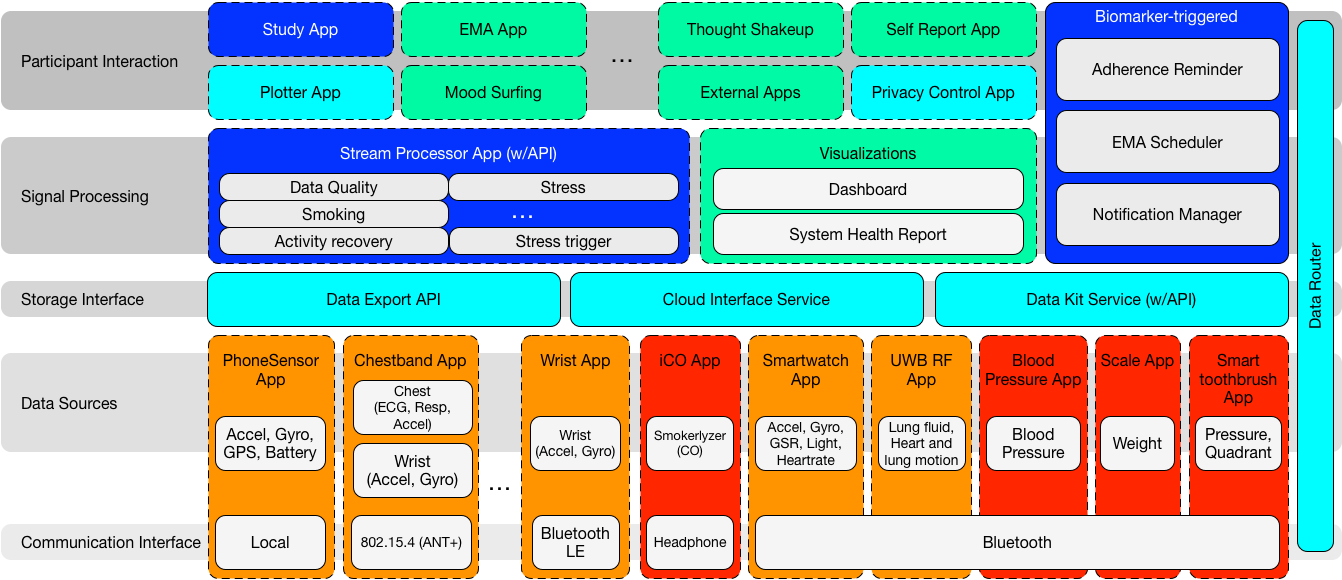 Participant Interaction
Study App
EMA App
...
Thought Shakeup
Self Report App
Plotter App
Mood Surfing
External Apps
Privacy Control App
Biomarker-triggered
Adherence Reminder
EMA Scheduler
Notification Manager
Signal Processing
Stream Processor App (w/API)
Data Quality
Stress
Smoking
...
Activity recovery
Stress trigger
Visualizations
Dashboard
System Health Report
Storage Interface
Data Export API
Cloud Interface Service
Data Kit Service (w/API)
Data Router
Data Sources
PhoneSensor
App
Accel, Gyro,
GPS, Battery
Chestband App
Chest
(ECG, Resp,
Accel)
Wrist
(Accel, Gyro)
...
Wrist App
Wrist
(Accel, Gyro)
iCO App
Smokerlyzer
(CO)
Smartwatch
App
Accel, Gyro,
GSR, Light,
Heartrate
UWB RF
App
Lung fluid,
Heart and
lung motion
Blood
Pressure App
Blood
Pressure
Scale App
Weight
Smart
toothbrush
App
Pressure,
Quadrant
Communication Interface
Local
802.15.4 (ANT+)
Bluetooth
LE
Headphone
Bluetooth